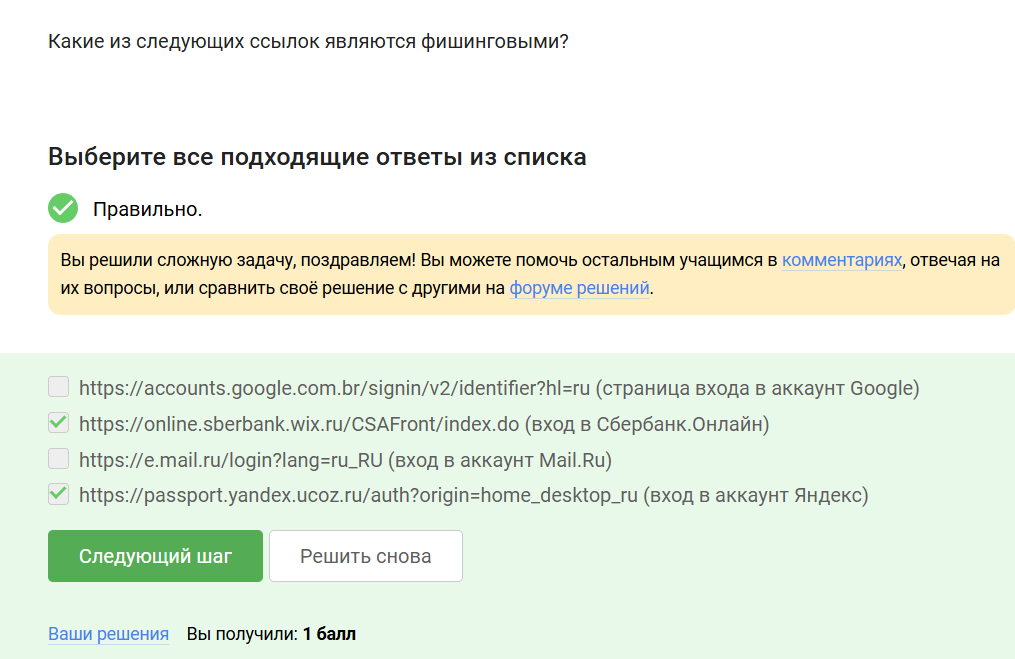 Какие из следующих ссылок являются фишинговыми?
Выберите все подходящие ответы из списка
Правильно.
Вы решили сложную задачу, поздравляем! Вы можете помочь остальным учащимся в комментариях, отвечая на
их вопросы, или сравнить своё решение с другими на форуме решений.
https://accounts.google.com.br/signin/v2/identifier?hl=ru (страница входа в аккаунт Google)
https://online.sberbank.wix.ru/CSAFront/index.do (вход в Сбербанк.Онлайн)
https://e.mail.ru/login?lang=ru_RU (вход в аккаунт Mail.Ru)
https://passport.yandex.ucoz.ru/auth?origin=home_desktop_ru (вход в аккаунт Яндекс)
Следующий шаг
Решить снова
Ваши решения Вы получили: 1 балл